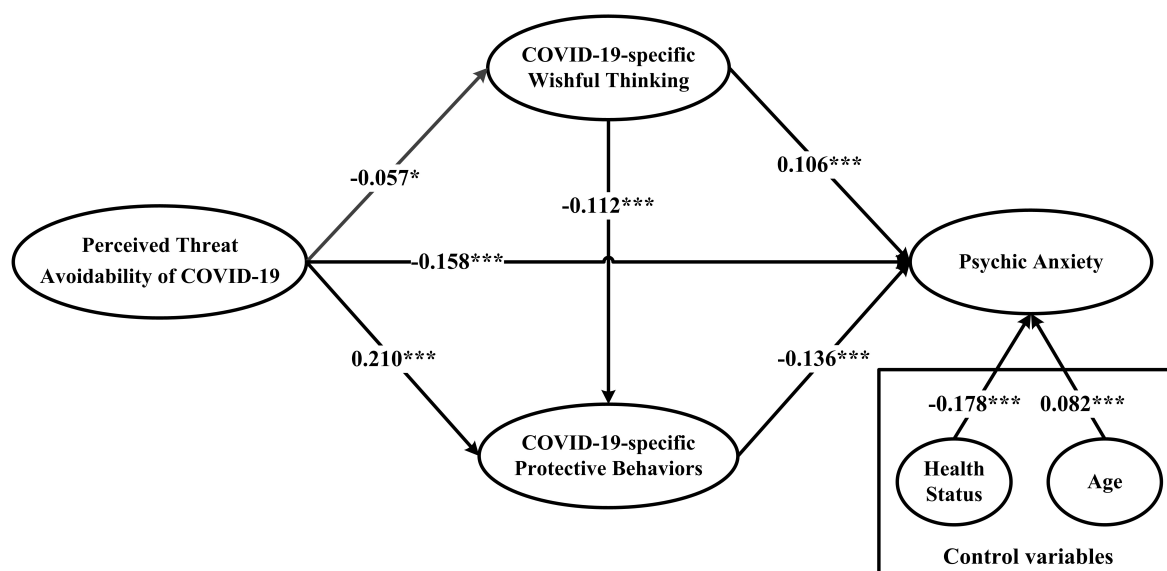 COVID-19-specific
Wishful Thinking
-0.057*
0.106***
-0.112***
Perceived Threat
Avoidability of COVID-19
-0.158***
Psychic Anxiety
0.210***
-0.136***
-0.178***
0.082***
COVID-19-specific
Protective Behaviors
Health
Status
Age
Control variables